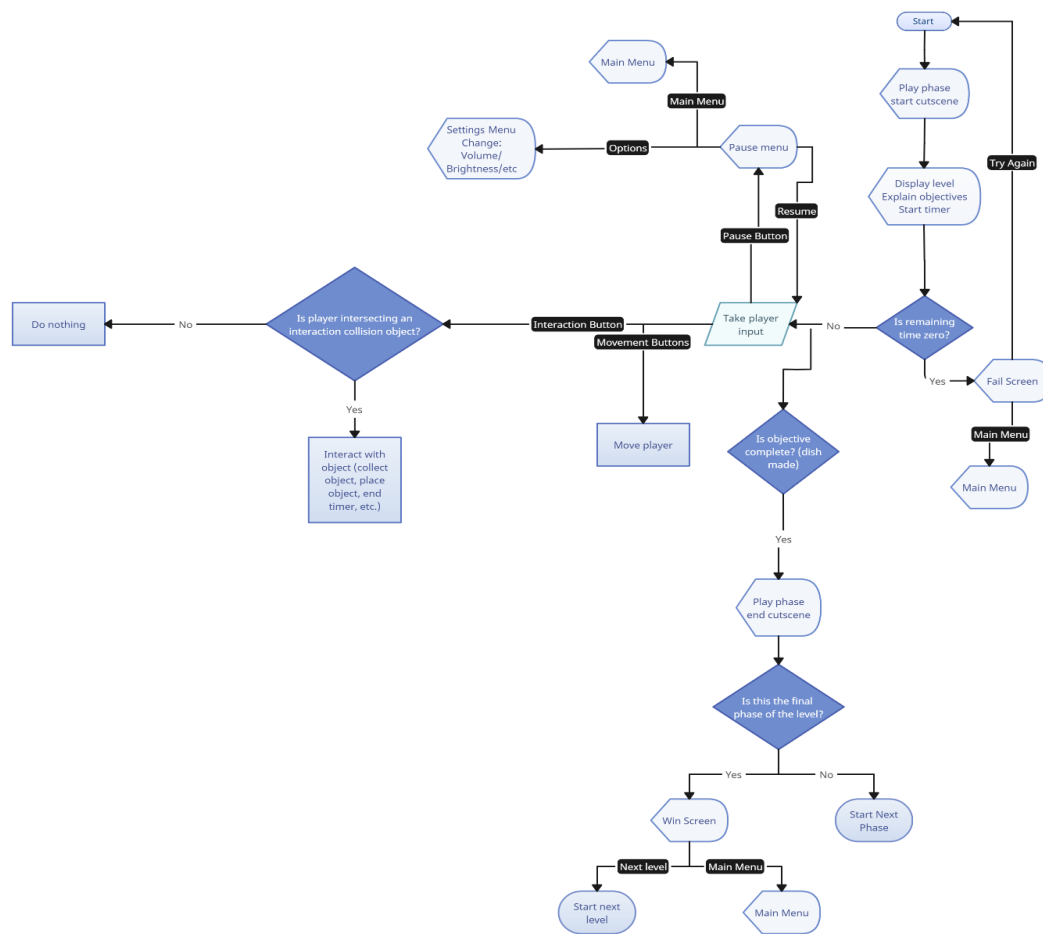 Start
Main Menu
Play phase
start cutscene
Main Menu
Settings Menu
Change:
Volume/
Brightness/etc
Options
Pause menu
Try Again
Display level
Explain objectives
Start timer
Resume
Pause Button
Do nothing
No
Is player intersecting an
interaction collision object?
Interaction Button
Movement Buttons
Take player
input
No
Is remaining
time zero?
Yes
Fail Screen
Yes
Interact with
object (collect
object, place
object, end
timer, etc.)
Move player
Is objective
complete? (dish
made)
Main Menu
Main Menu
Yes
Play phase
end cutscene
Is this the final
phase of the level?
Yes
No
Win Screen
Start Next
Phase
Next level
Main Menu
Start next
level
Main Menu